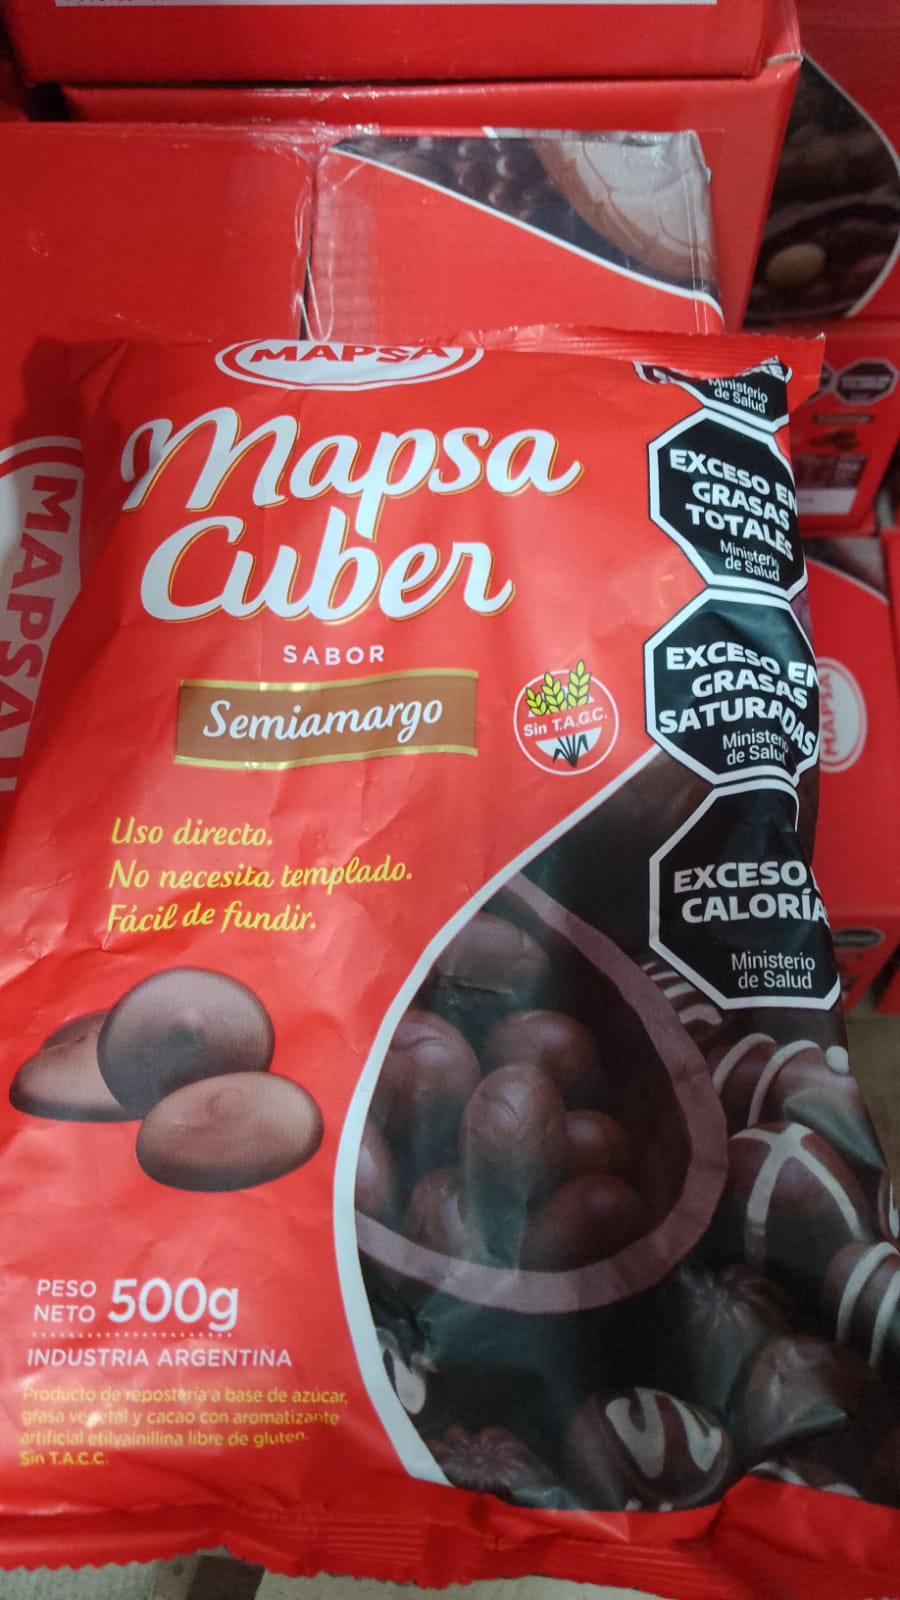 MAPSA
Mapsa
Cuber
SABOR
Semiamargo
Sin T.A.C.C.
Uso directo.
No necesita templado.
Fácil de fundir.
Ministerio
de Salud
EXCESO EN
GRASAS
TOTALES
Ministerio
de Salud
EXCESO EN
GRASAS
SATURADAS
Ministerio
de Salud
EXCESO
CALORÍA
Ministerio
de Salud
PESO
NETO 500g
INDUSTRIA ARGENTINA
Producto de repostería a base de azúcar,
grasa vegetal y cacao con aromatizante
artificial etilvainillina libre de gluten.
Sin T.A.C.C.
MAPSA
MAPSA